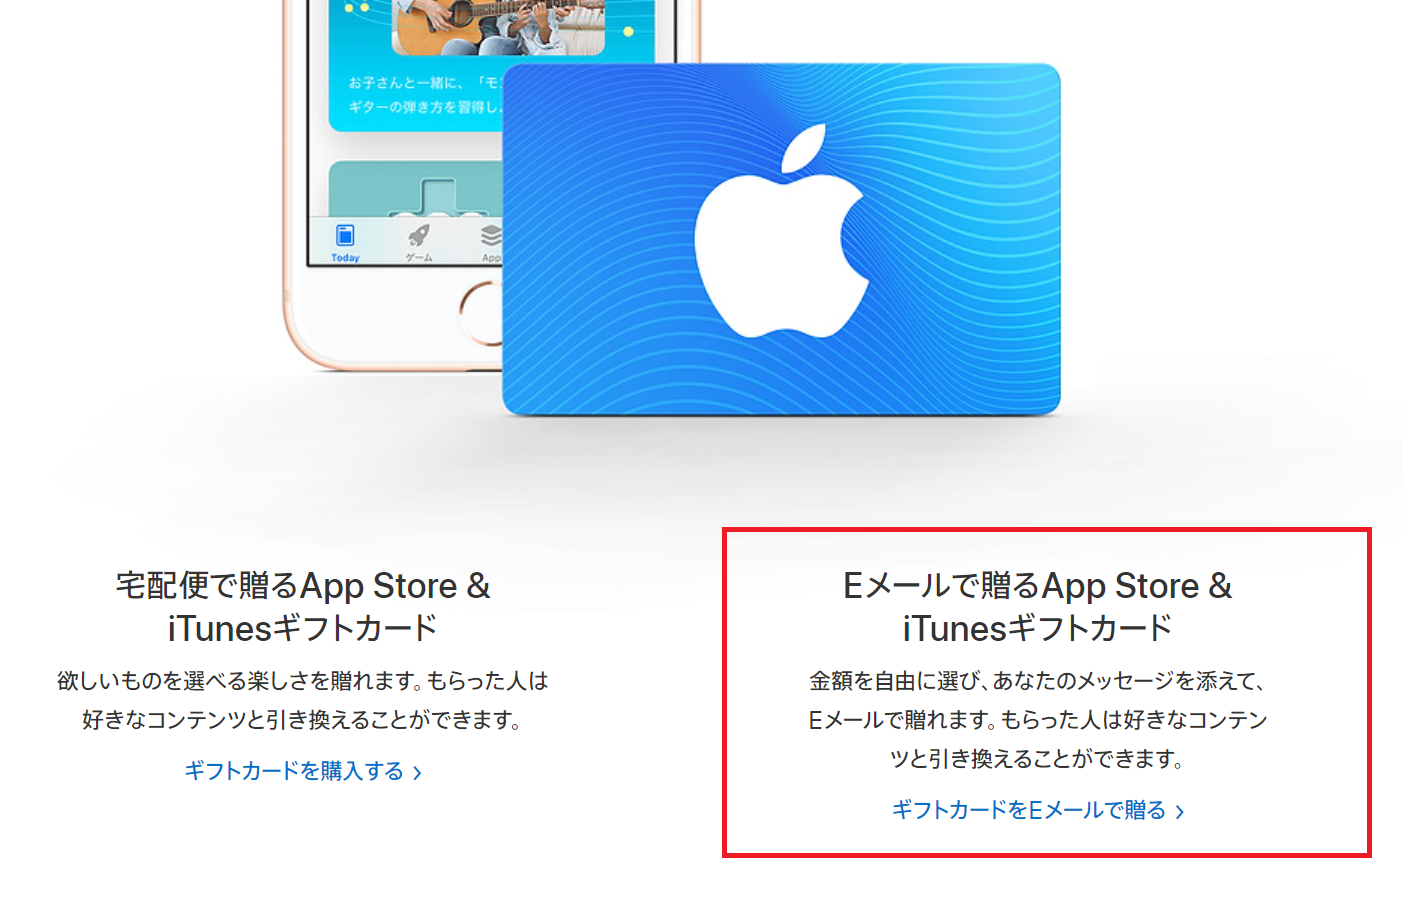 お子さんと一緒に、「モ
ギターの弾き方を習得し
Today
ゲーム
App
宅配便で贈るApp Store &
iTunesギフトカード
欲しいものを選べる楽しさを贈れます。もらった人は
好きなコンテンツと引き換えることができます。
ギフトカードを購入する >
Eメールで贈るApp Store &
iTunesギフトカード
金額を自由に選び、あなたのメッセージを添えて、
Eメールで贈れます。もらった人は好きなコンテン
ツと引き換えることができます。
ギフトカードをEメールで贈る >